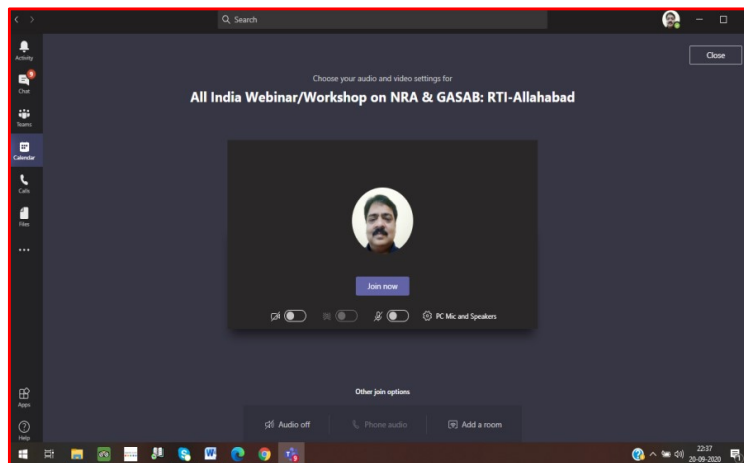 Search
Activity
9
Chat
Teams
Calendar
Calls
Files
Apps
Help
Close
Choose your audio and video settings for
All India Webinar/Workshop on NRA & GASAB: RTI-Allahabad
Join now
PC Mic and Speakers
Other join options
Audio off
Phone audio
Add a room
22:37
20-09-2020